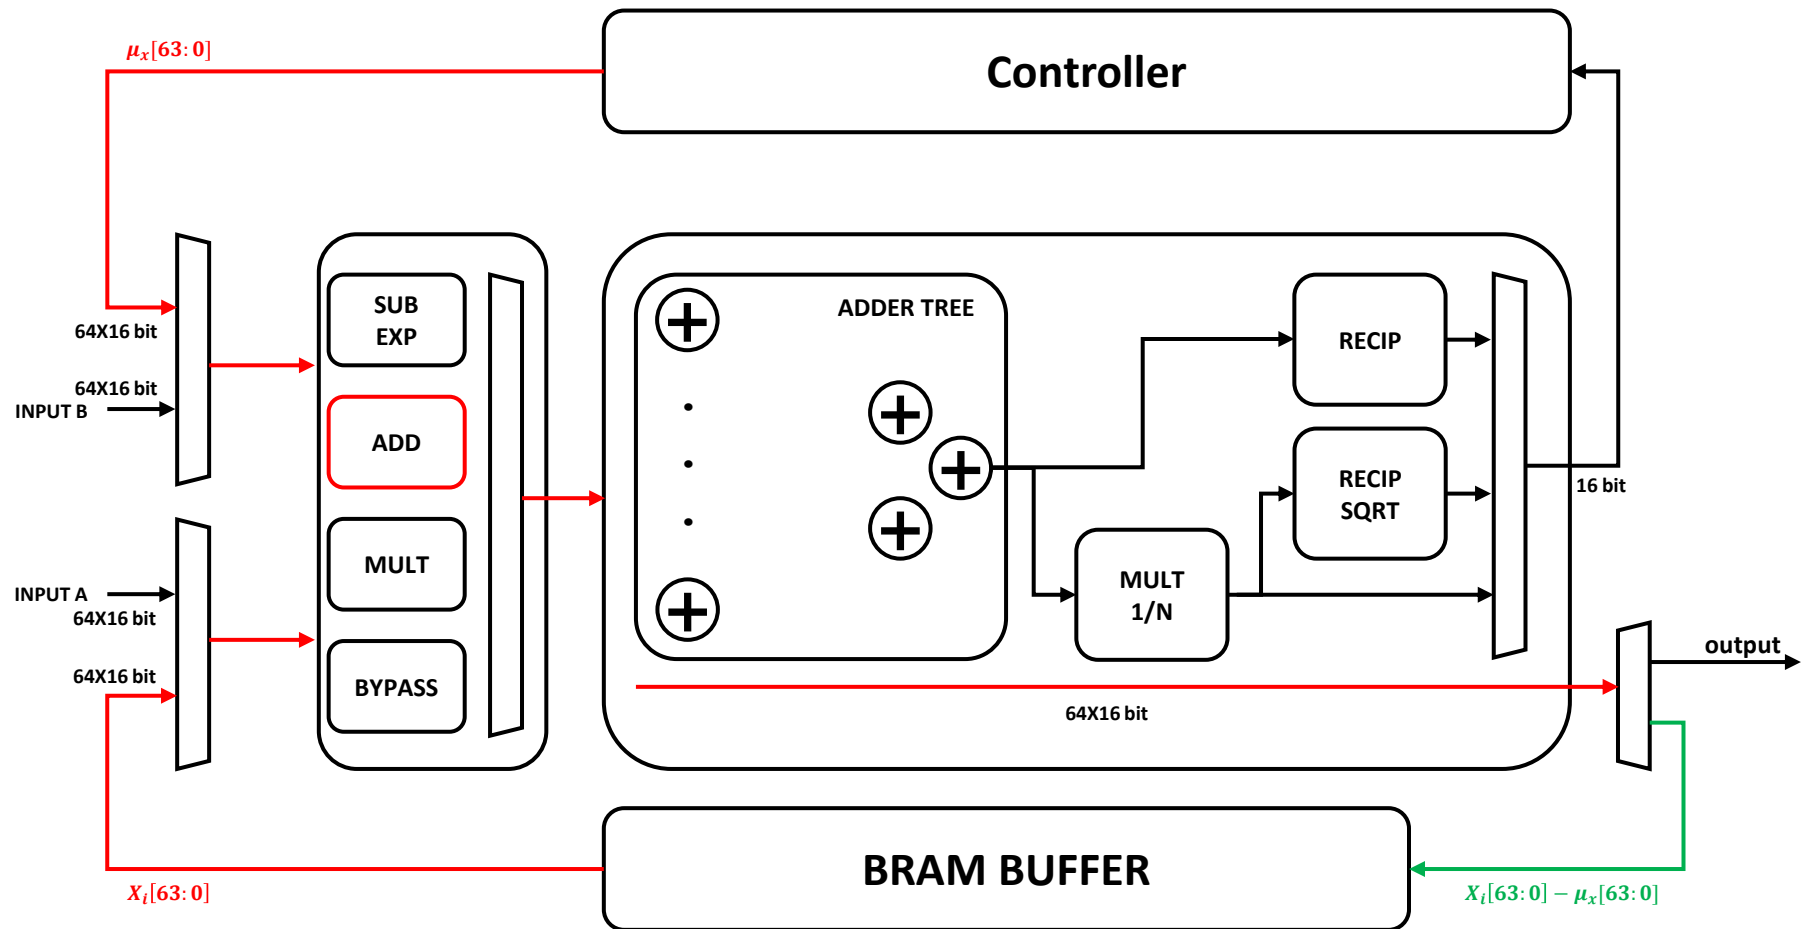 Controller
μₓ[63:0]
64X16 bit
64X16 bit
INPUT B
INPUT A
64X16 bit
64X16 bit
SUB
EXP
ADD
MULT
BYPASS
ADDER TREE
RECIP
RECIP
SQRT
MULT
1/N
16 bit
64X16 bit
output
BRAM BUFFER
Xᵢ[63:0]
Xᵢ[63:0] − μₓ[63:0]